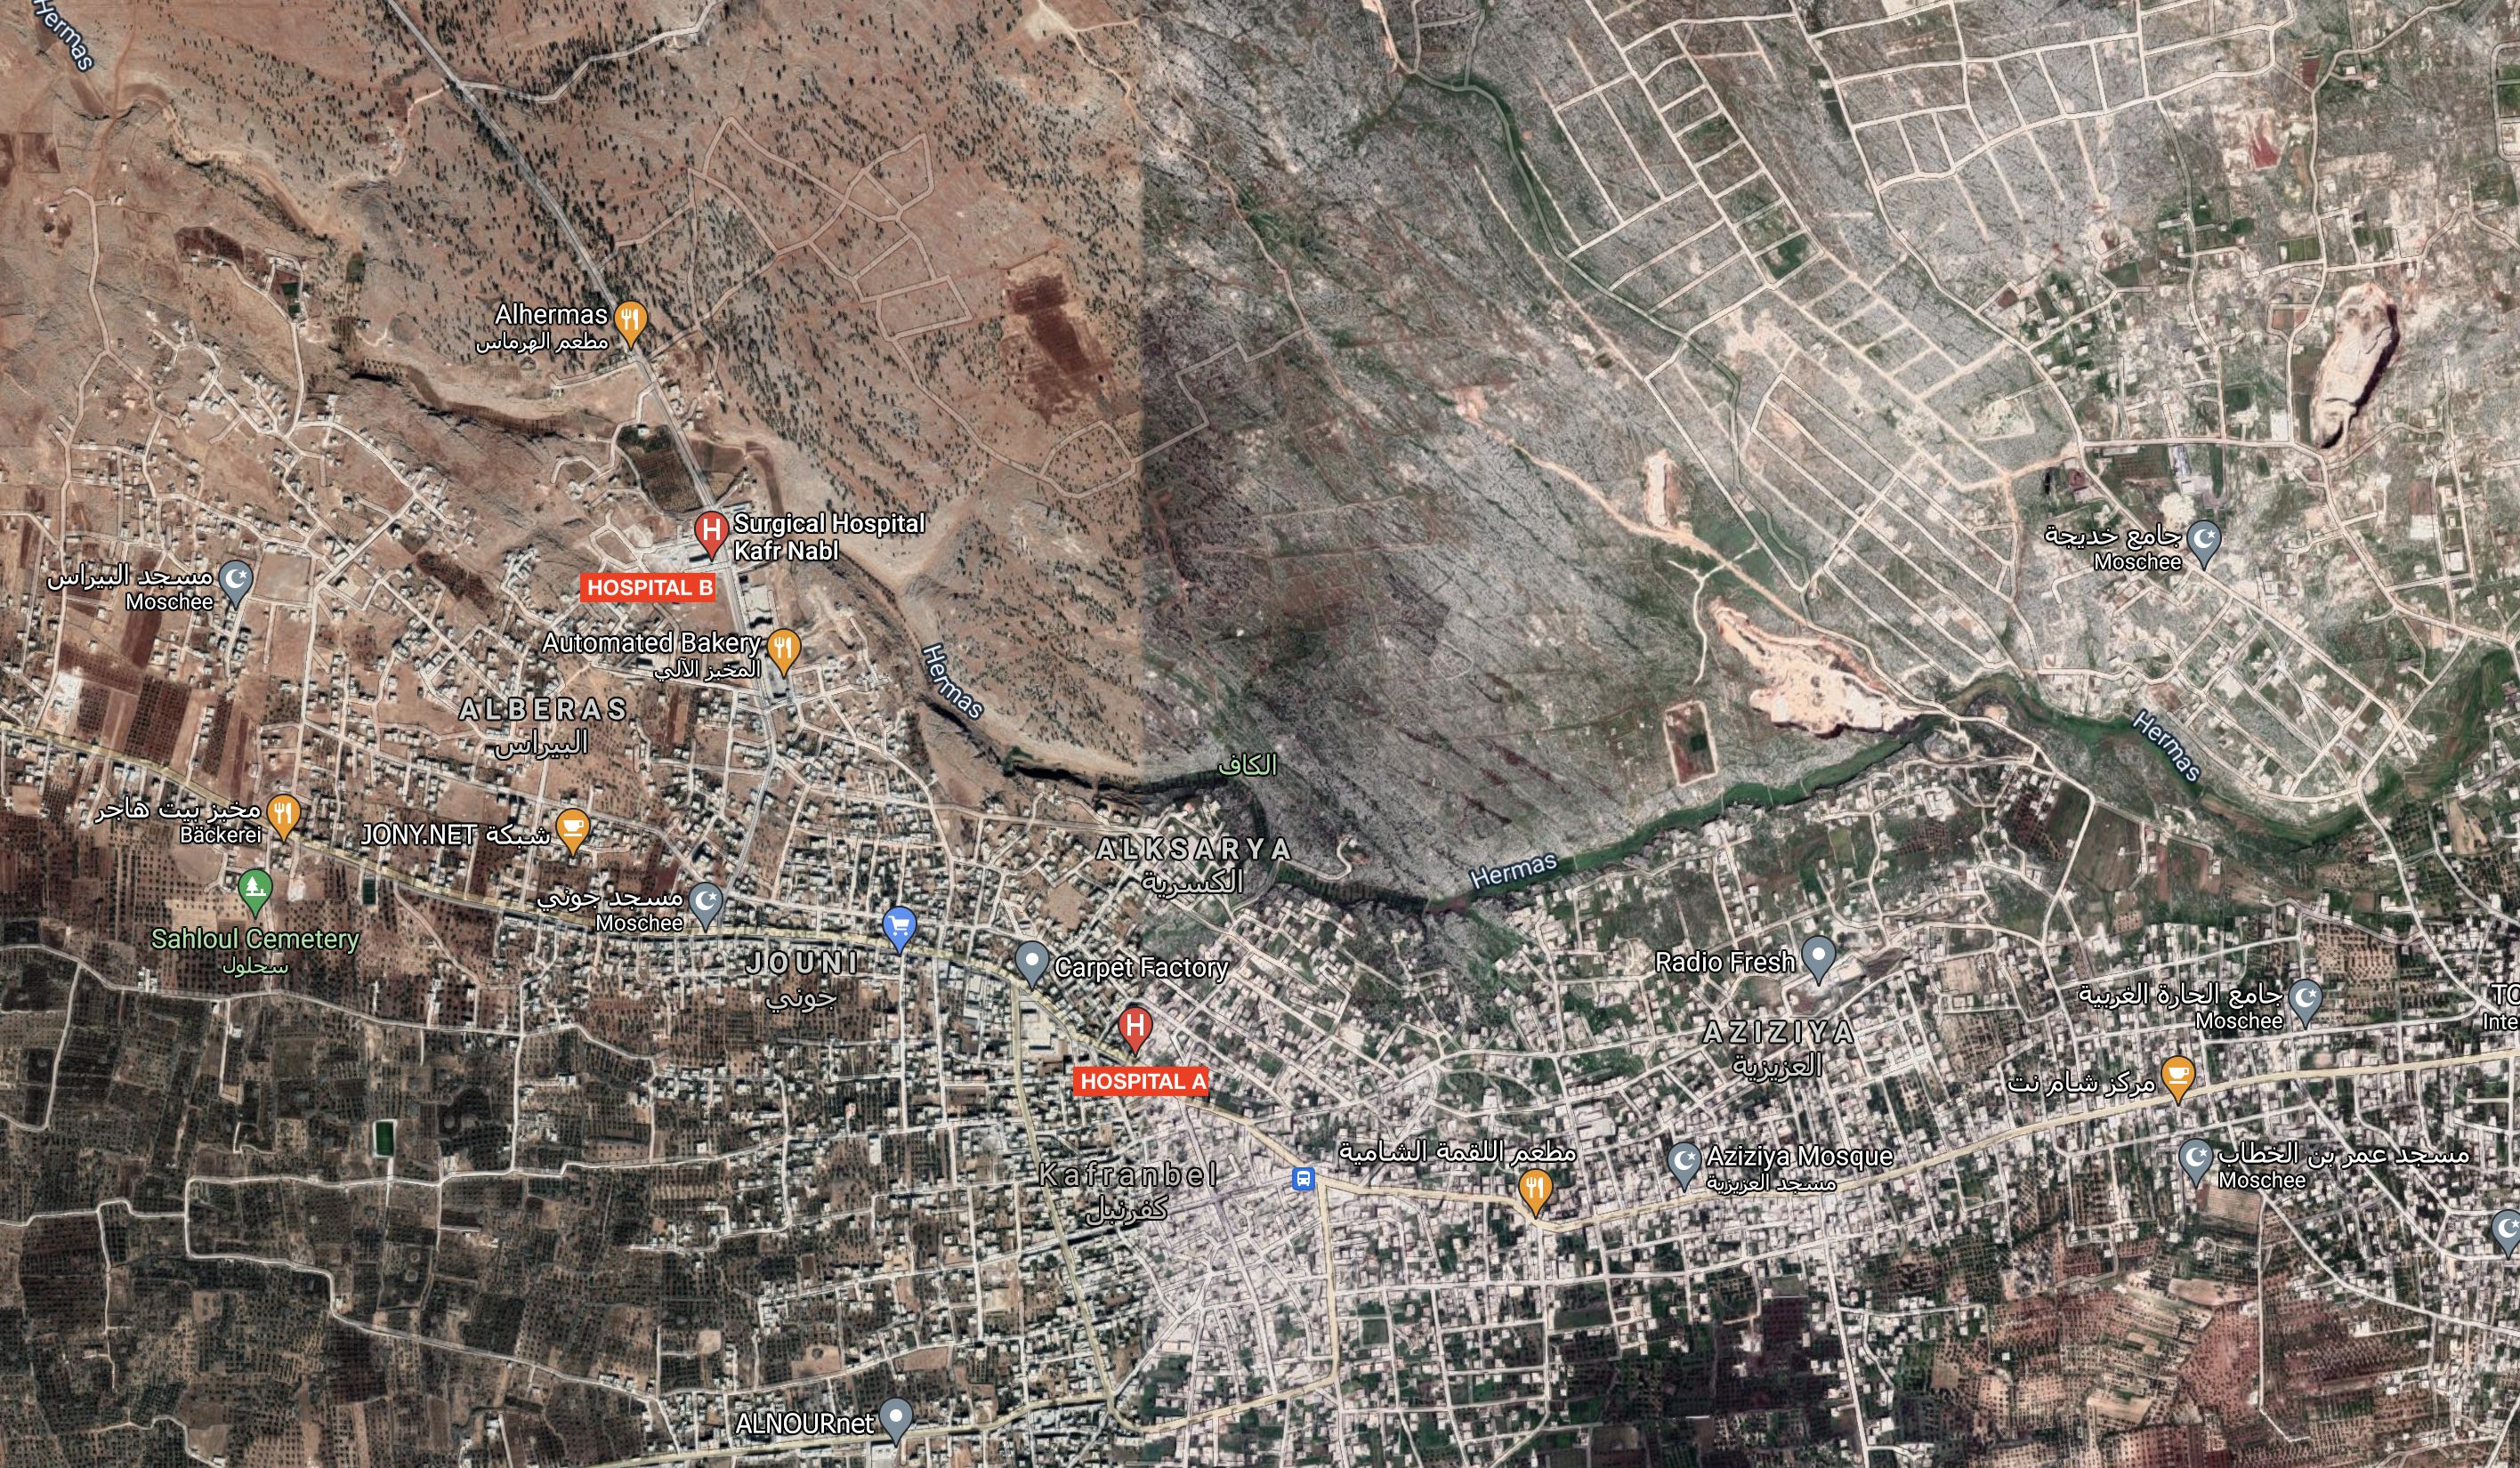 Hermas
Alhermas
مطعم الهرماس
Surgical Hospital
Kafr Nabl
HOSPITAL B
جامع خديجة
Moschee
مسجد البيراس
Moschee
Automated Bakery
المخبز الآلي
Hermas
ALBERAS
البيراس
Hermas
الكاف
مخبز بيت هاجر
Bäckerei
شبكة JONY.NET
ALKSARYA
الكسرية
Hermas
Sahloul Cemetery
سحلول
مسجد جوني
Moschee
JOUNI
جوني
Carpet Factory
Radio Fresh
جامع الحارة الغربية
Moschee
TO
Inte
HOSPITAL A
AZIZIYA
العزيزية
مركز شام نت
Kafranbel
كفرنبل
مطعم اللقمة الشامية
Aziziya Mosque
مسجد العزيزية
مسجد عمر بن الخطاب
Moschee
ALNOURnet